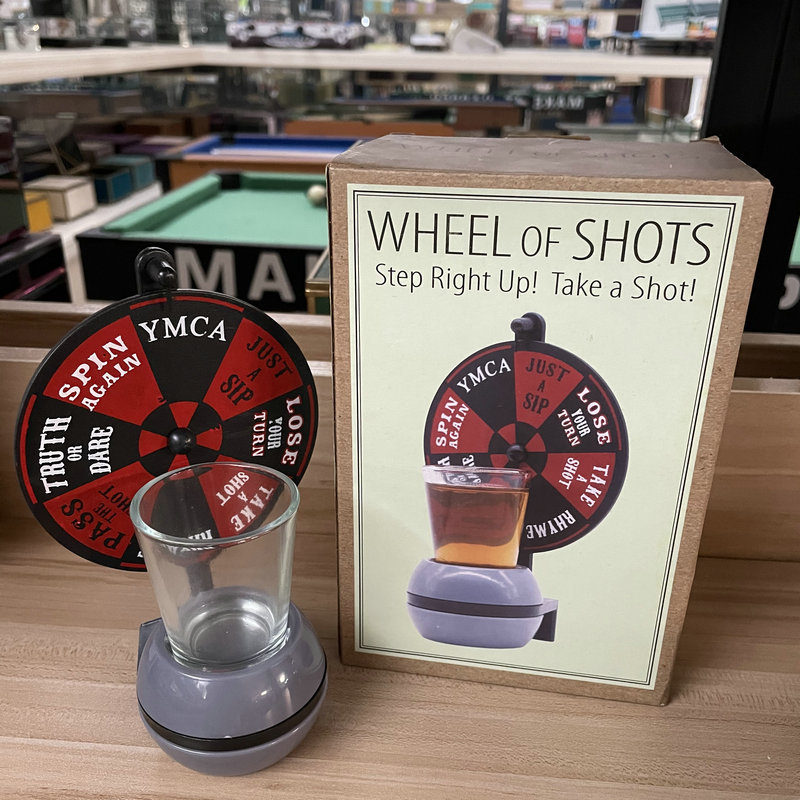 WHEEL OF SHOTS
Step Right Up! Take a Shot!
YMCA
JUST
A
SIP
LOSE
YOUR
TURN
TAKE
A
SHOT
RHYME
SPIN
AGAIN
YMCA
JUST
A
SIP
LOSE
YOUR
TURN
TAKE
A
SHOT
PASS
THE
SHOT
TRUTH
OR
DARE
SPIN
AGAIN